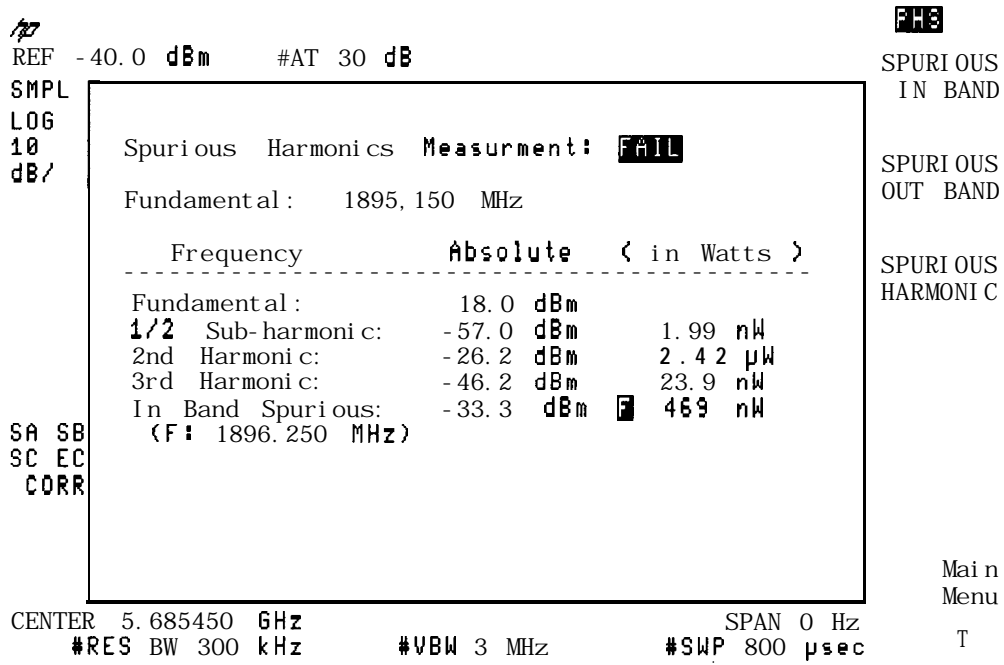 hp
PHS
REF -40.0 dBm #AT 30 dB
SPURIOUS
IN BAND
SMPL
LOG
10
dB/
Spurious Harmonics Measurment: FAIL
SPURIOUS
OUT BAND
Fundamental: 1895,150 MHz
Frequency Absolute ( in Watts )
SPURIOUS
HARMONIC
Fundamental: 18.0 dBm
1/2 Sub-harmonic: -57.0 dBm 1.99 nW
2nd Harmonic: -26.2 dBm 2.42 µW
3rd Harmonic: -46.2 dBm 23.9 nW
In Band Spurious: -33.3 dBm F 469 nW
(F: 1896.250 MHz)
SA SB
SC EC
CORR
Main
Menu
CENTER 5.685450 GHz SPAN 0 Hz
#RES BW 300 kHz #VBW 3 MHz #SWP 800 µsec
T